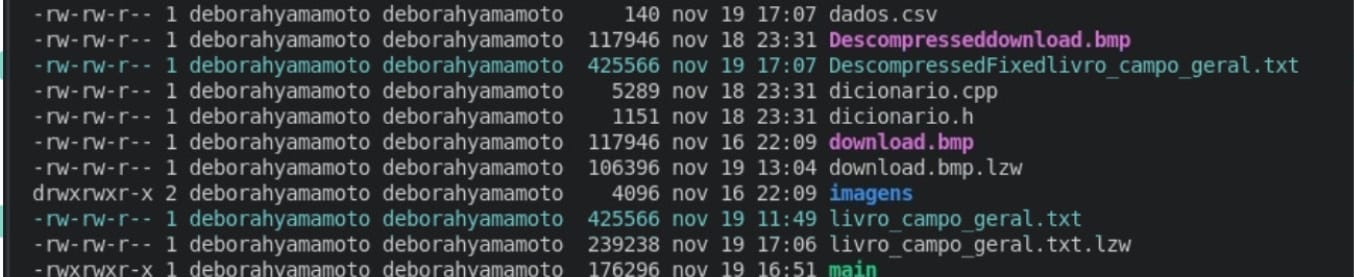 -rw-rw-r-- 1 deborahyamamoto deborahyamamoto 140 nov 19 17:07 dados.csv
-rw-rw-r-- 1 deborahyamamoto deborahyamamoto 117946 nov 18 23:31 Descompresseddownload.bmp
-rw-rw-r-- 1 deborahyamamoto deborahyamamoto 425566 nov 19 17:07 DescompressedFixedlivro_campo_geral.txt
-rw-rw-r-- 1 deborahyamamoto deborahyamamoto 5289 nov 18 23:31 dicionario.cpp
-rw-rw-r-- 1 deborahyamamoto deborahyamamoto 1151 nov 18 23:31 dicionario.h
-rw-rw-r-- 1 deborahyamamoto deborahyamamoto 117946 nov 16 22:09 download.bmp
-rw-rw-r-- 1 deborahyamamoto deborahyamamoto 106396 nov 19 13:04 download.bmp.lzw
drwxrwxr-x 2 deborahyamamoto deborahyamamoto 4096 nov 16 22:09 imagens
-rw-rw-r-- 1 deborahyamamoto deborahyamamoto 425566 nov 19 11:49 livro_campo_geral.txt
-rw-rw-r-- 1 deborahyamamoto deborahyamamoto 239238 nov 19 17:06 livro_campo_geral.txt.lzw
-rwxrwxr-x 1 deborahyamamoto deborahyamamoto 176296 nov 19 16:51 main